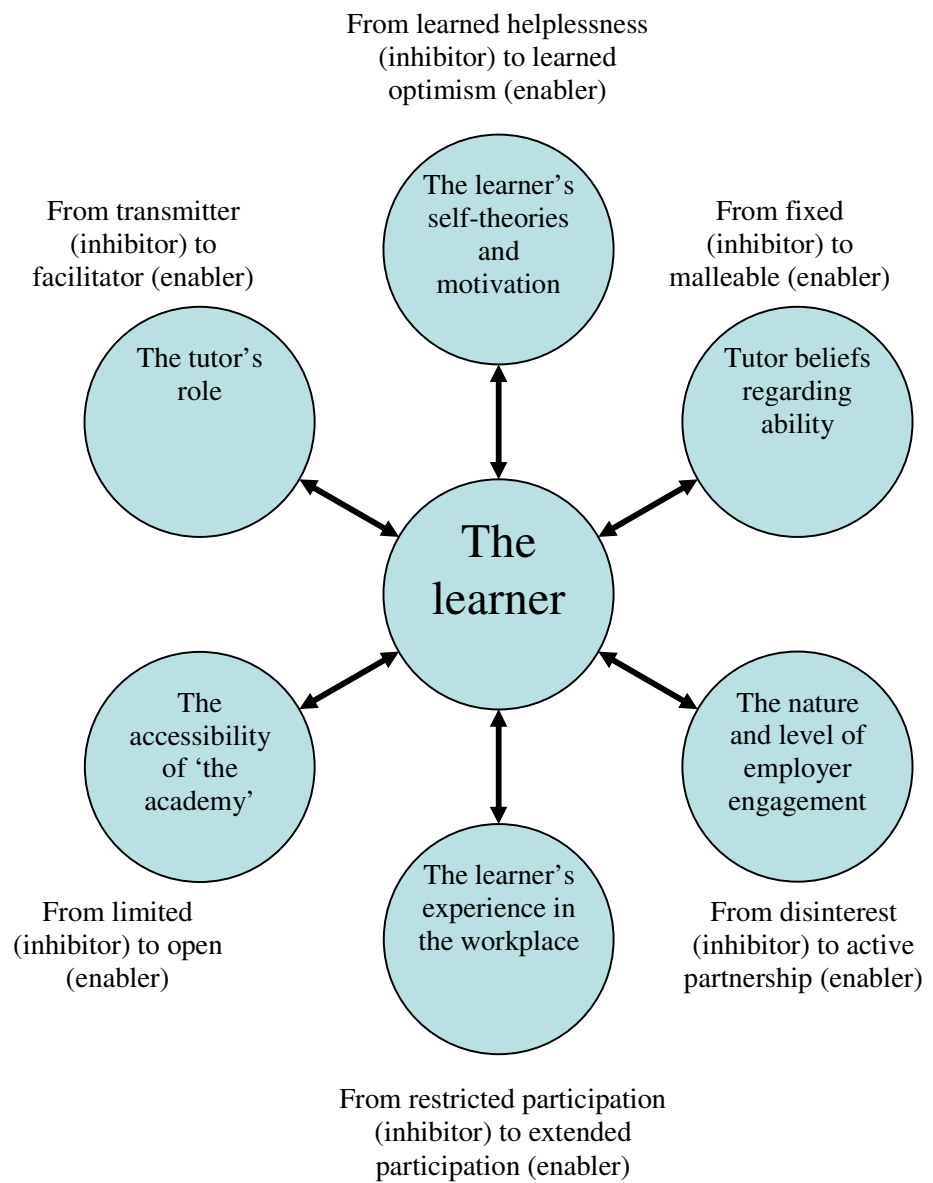 From learned helplessness
(inhibitor) to learned
optimism (enabler)
The learner’s
self-theories
and
motivation
From transmitter
(inhibitor) to
facilitator (enabler)
The tutor’s
role
From fixed
(inhibitor) to
malleable (enabler)
Tutor beliefs
regarding
ability
The
learner
The
accessibility
of ‘the
academy’
From limited
(inhibitor) to open
(enabler)
The nature
and level of
employer
engagement
From disinterest
(inhibitor) to active
partnership (enabler)
The learner’s
experience in
the workplace
From restricted participation
(inhibitor) to extended
participation (enabler)